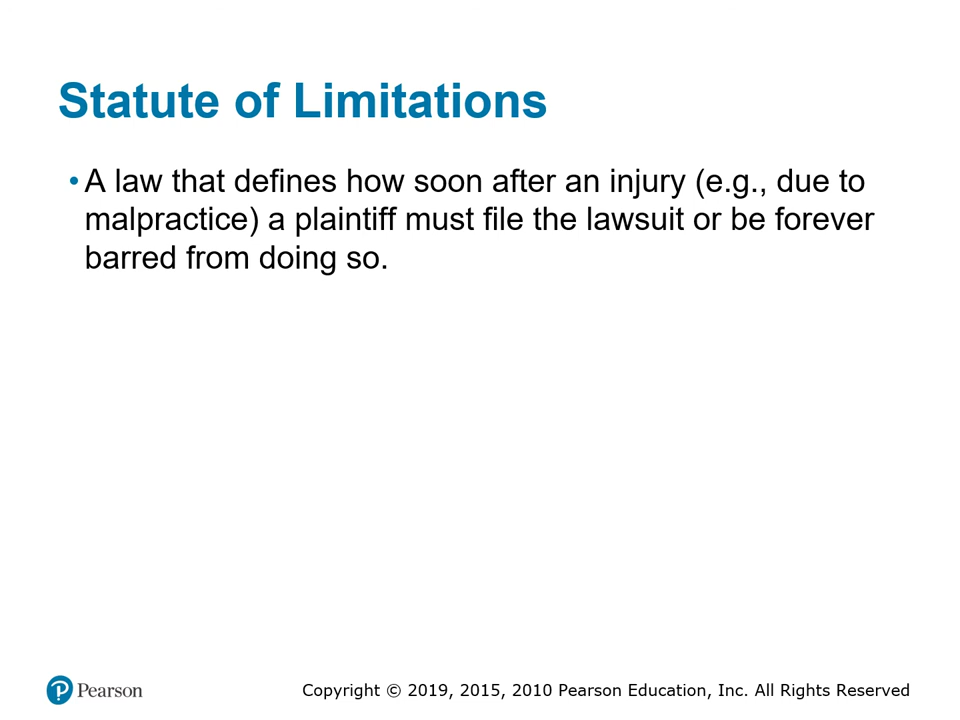 Statute of Limitations
• A law that defines how soon after an injury (e.g., due to
malpractice) a plaintiff must file the lawsuit or be forever
barred from doing so.
Pearson
Copyright © 2019, 2015, 2010 Pearson Education, Inc. All Rights Reserved